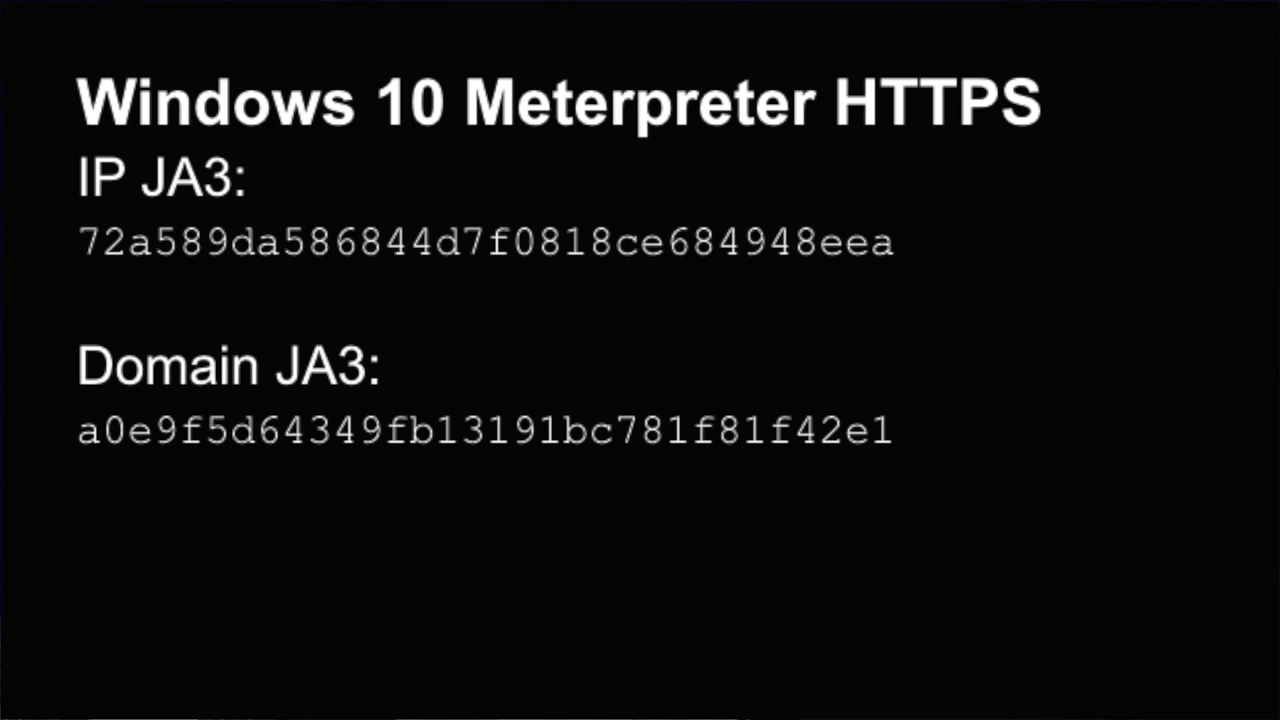 Windows 10 Meterpreter HTTPS
IP JA3:
72a589da586844d7f0818ce684948eea
Domain JA3:
a0e9f5d64349fb13191bc781f81f42e1